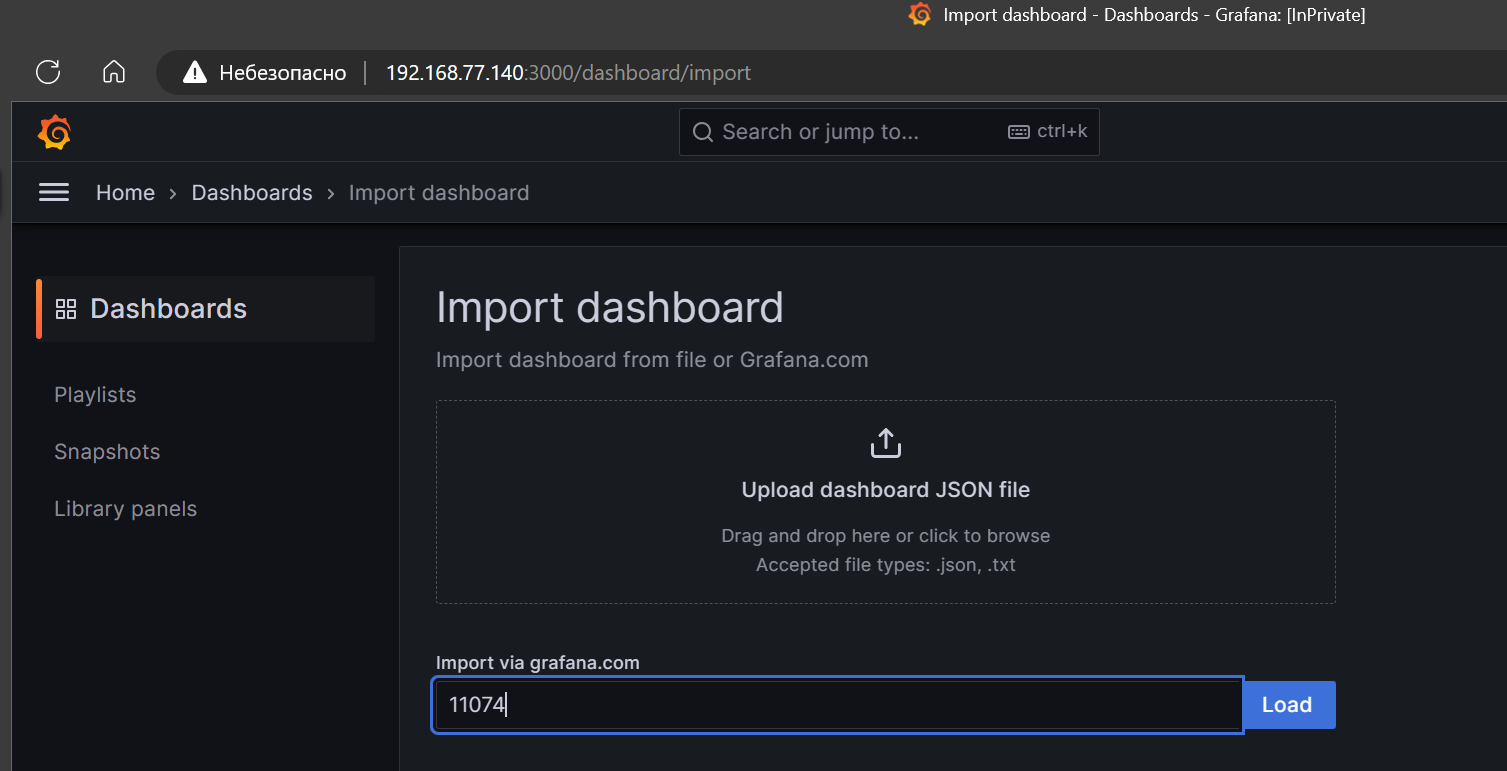 Import dashboard - Dashboards - Grafana: [InPrivate]
Небезопасно 192.168.77.140:3000/dashboard/import
Search or jump to... ctrl+k
Home › Dashboards › Import dashboard
Dashboards
Playlists
Snapshots
Library panels
Import dashboard
Import dashboard from file or Grafana.com
Upload dashboard JSON file
Drag and drop here or click to browse
Accepted file types: .json, .txt
Import via grafana.com
11074
Load